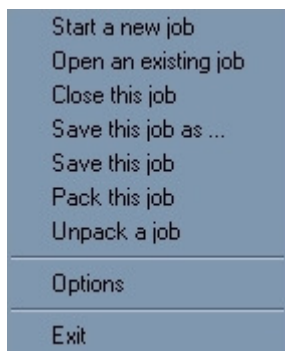 Start a new job
Open an existing job
Close this job
Save this job as ...
Save this job
Pack this job
Unpack a job
Options
Exit